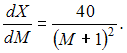 dX/dM = 40/(M + 1)².